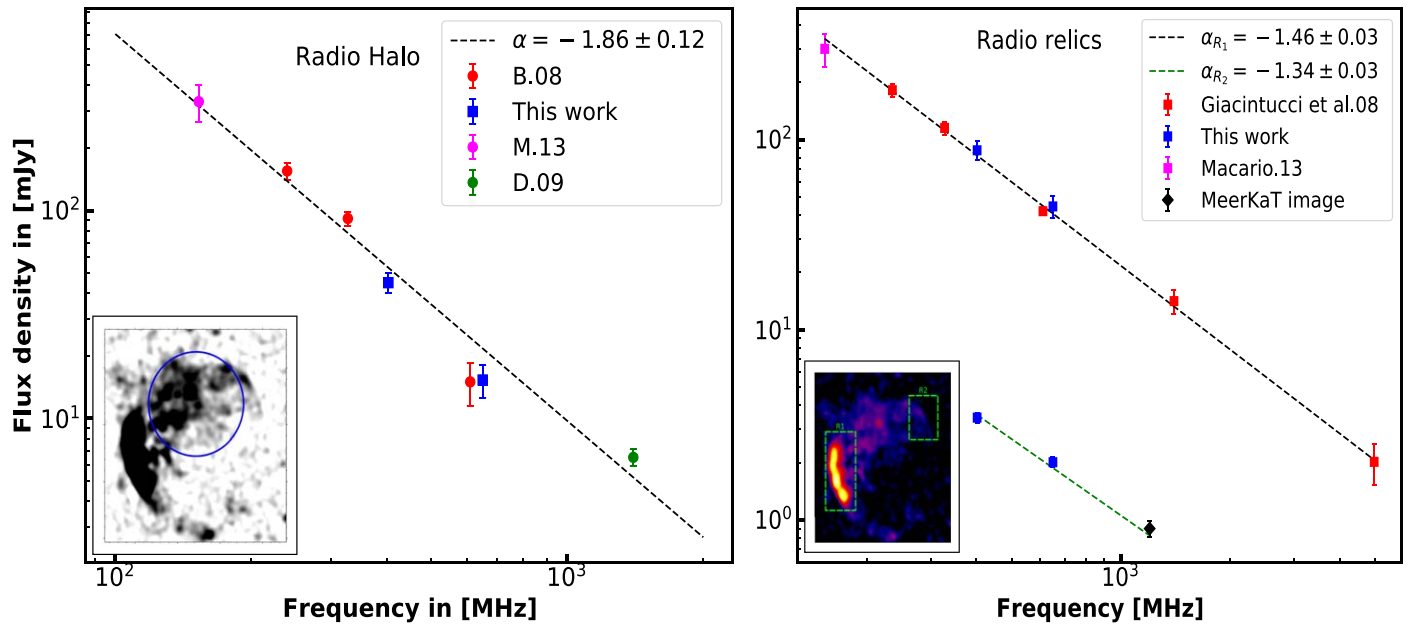 Radio Halo
α = −1.86 ± 0.12
B.08
This work
M.13
D.09
Flux density in [mJy]
10²
10¹
10²
10³
Frequency in [MHz]
Radio relics
α_R₁ = −1.46 ± 0.03
α_R₂ = −1.34 ± 0.03
Giacintucci et al.08
This work
Macario.13
MeerKaT image
10²
10¹
10⁰
R1
R2
10³
Frequency [MHz]